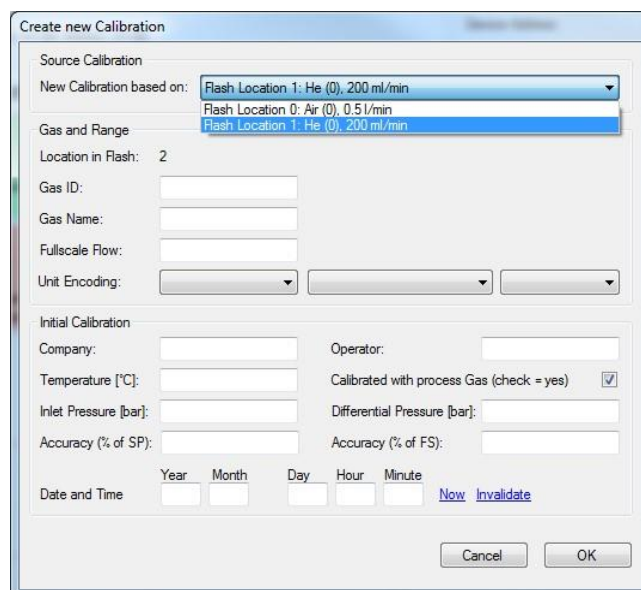 Create new Calibration
Source Calibration
New Calibration based on: Flash Location 1: He (0), 200 ml/min
Flash Location 0: Air (0), 0.5 l/min
Flash Location 1: He (0), 200 ml/min
Gas and Range
Location in Flash: 2
Gas ID:
Gas Name:
Fullscale Flow:
Unit Encoding:
Initial Calibration
Company: Operator:
Temperature [°C]: Calibrated with process Gas (check = yes)
Inlet Pressure [bar]: Differential Pressure [bar]:
Accuracy (% of SP): Accuracy (% of FS):
Year Month Day Hour Minute
Date and Time Now Invalidate
Cancel OK